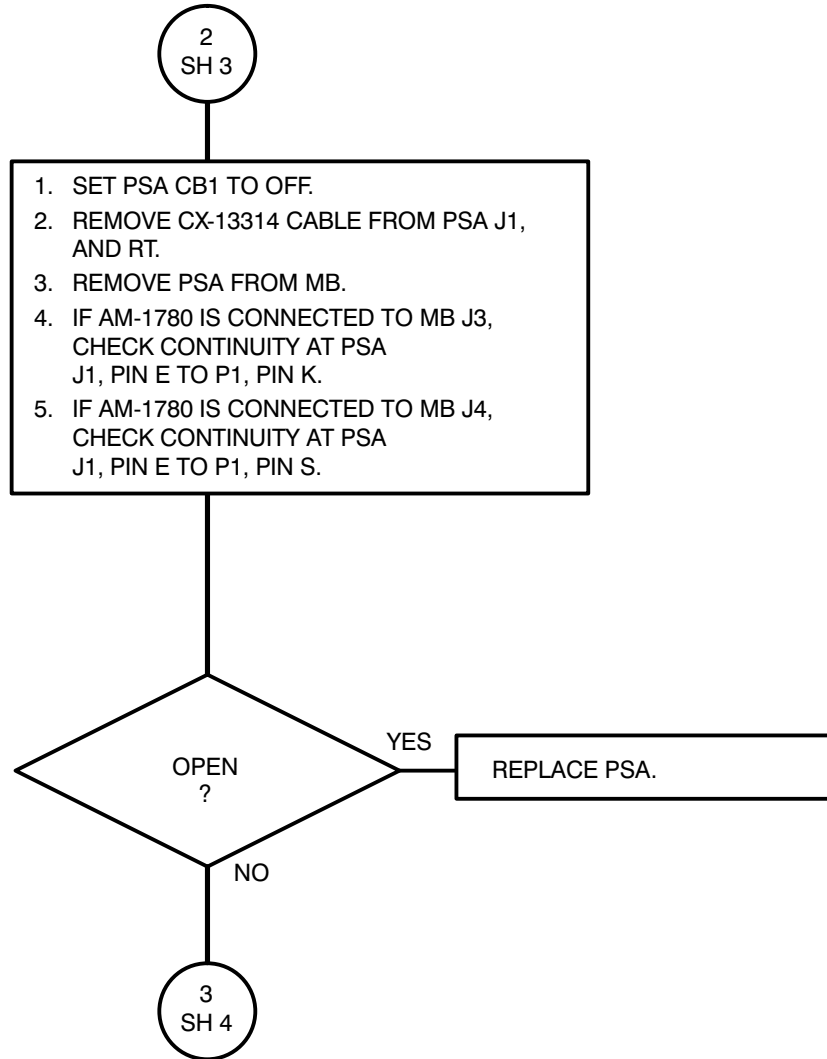 2
SH 3
1. SET PSA CB1 TO OFF.
2. REMOVE CX-13314 CABLE FROM PSA J1,
AND RT.
3. REMOVE PSA FROM MB.
4. IF AM-1780 IS CONNECTED TO MB J3,
CHECK CONTINUITY AT PSA
J1, PIN E TO P1, PIN K.
5. IF AM-1780 IS CONNECTED TO MB J4,
CHECK CONTINUITY AT PSA
J1, PIN E TO P1, PIN S.
OPEN
?
YES
REPLACE PSA.
NO
3
SH 4